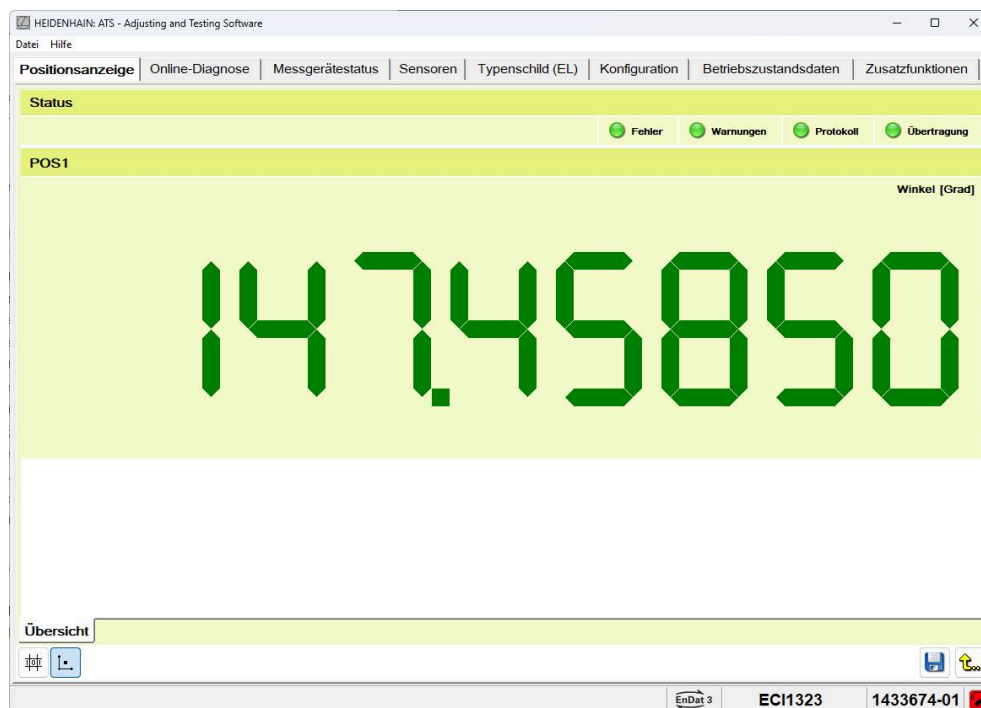 HEIDENHAIN: ATS - Adjusting and Testing Software
Datei Hilfe
Positionsanzeige Online-Diagnose Messgerätestatus Sensoren Typenschild (EL) Konfiguration Betriebszustandsdaten Zusatzfunktionen
Status
Fehler Warnungen Protokoll Übertragung
POS1
Winkel [Grad]
147.45850
Übersicht
EnDat 3 ECI1323 1433674-01